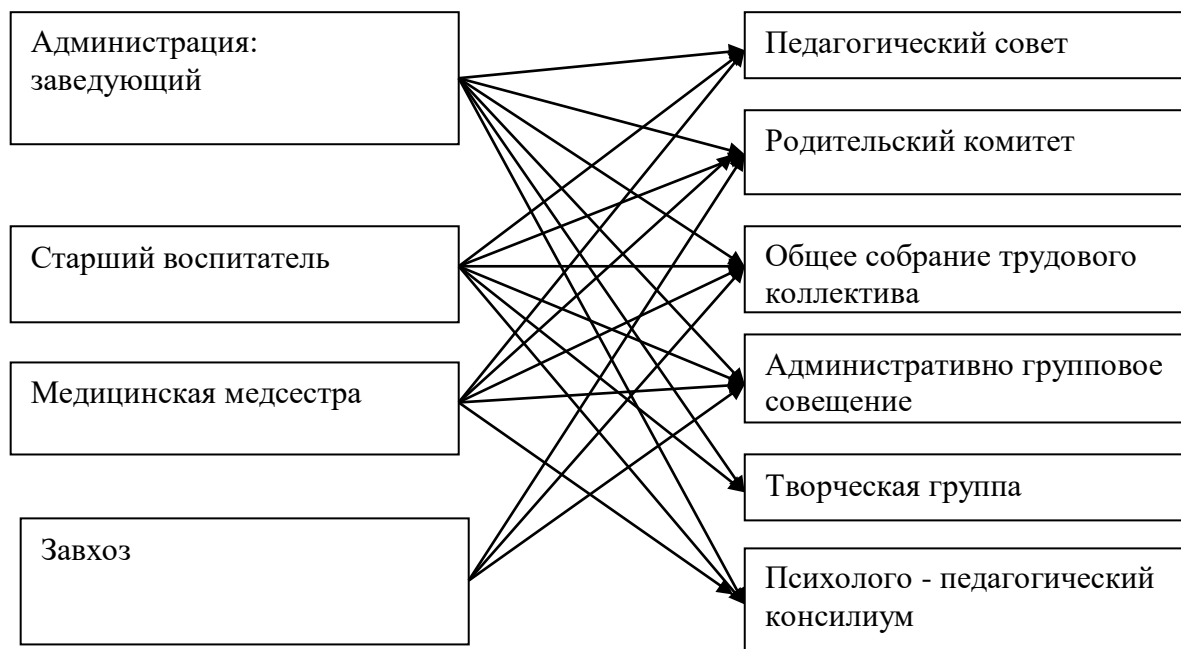 Администрация:
заведующий
Старший воспитатель
Медицинская медсестра
Завхоз
Педагогический совет
Родительский комитет
Общее собрание трудового
коллектива
Административно групповое
совещение
Творческая группа
Психолого - педагогический
консилиум